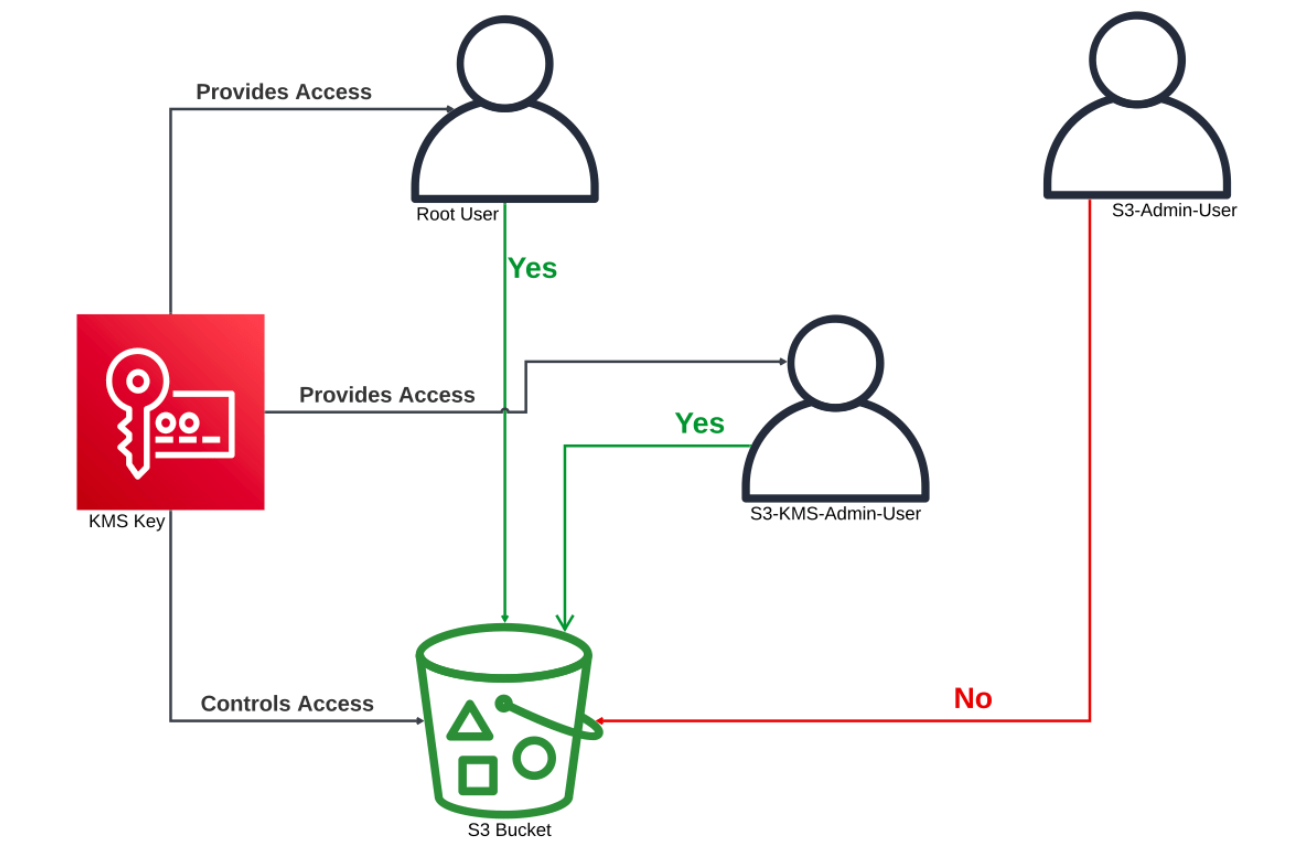 Provides Access
Root User
S3-Admin-User
Yes
Provides Access
Yes
S3-KMS-Admin-User
KMS Key
Controls Access
No
S3 Bucket